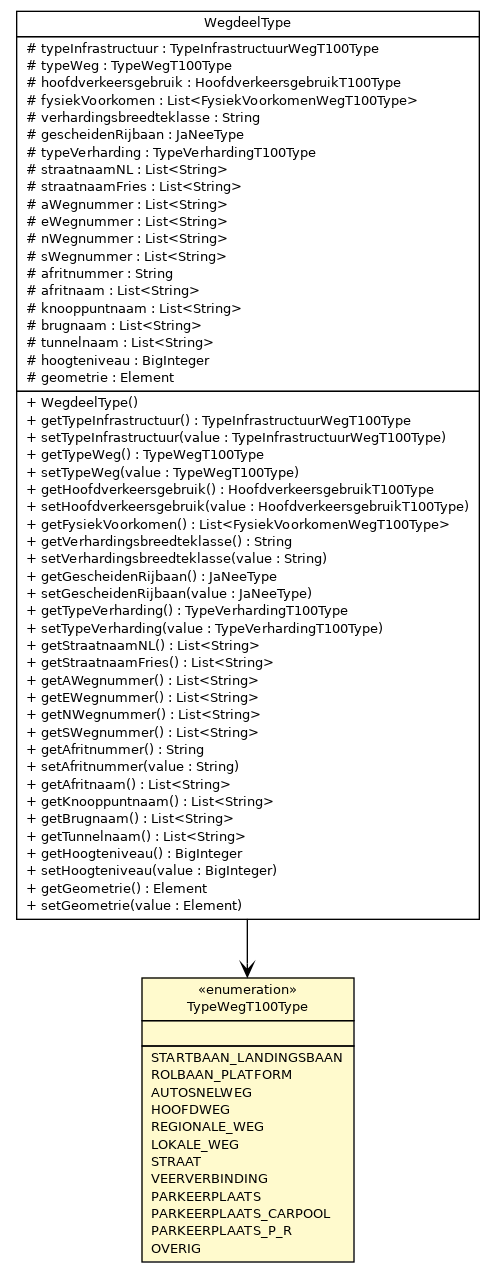 WegdeelType
# typeInfrastructuur : TypeInfrastructuurWegT100Type
# typeWeg : TypeWegT100Type
# hoofdverkeersgebruik : HoofdverkeersgebruikT100Type
# fysiekVoorkomen : List<FysiekVoorkomenWegT100Type>
# verhardingsbreedteklasse : String
# gescheidenRijbaan : JaNeeType
# typeVerharding : TypeVerhardingT100Type
# straatnaamNL : List<String>
# straatnaamFries : List<String>
# aWegnummer : List<String>
# eWegnummer : List<String>
# nWegnummer : List<String>
# sWegnummer : List<String>
# afritnummer : String
# afritnaam : List<String>
# knooppuntnaam : List<String>
# brugnaam : List<String>
# tunnelnaam : List<String>
# hoogteniveau : BigInteger
# geometrie : Element
+ WegdeelType()
+ getTypeInfrastructuur() : TypeInfrastructuurWegT100Type
+ setTypeInfrastructuur(value : TypeInfrastructuurWegT100Type)
+ getTypeWeg() : TypeWegT100Type
+ setTypeWeg(value : TypeWegT100Type)
+ getHoofdverkeersgebruik() : HoofdverkeersgebruikT100Type
+ setHoofdverkeersgebruik(value : HoofdverkeersgebruikT100Type)
+ getFysiekVoorkomen() : List<FysiekVoorkomenWegT100Type>
+ getVerhardingsbreedteklasse() : String
+ setVerhardingsbreedteklasse(value : String)
+ getGescheidenRijbaan() : JaNeeType
+ setGescheidenRijbaan(value : JaNeeType)
+ getTypeVerharding() : TypeVerhardingT100Type
+ setTypeVerharding(value : TypeVerhardingT100Type)
+ getStraatnaamNL() : List<String>
+ getStraatnaamFries() : List<String>
+ getAWegnummer() : List<String>
+ getEWegnummer() : List<String>
+ getNWegnummer() : List<String>
+ getSWegnummer() : List<String>
+ getAfritnummer() : String
+ setAfritnummer(value : String)
+ getAfritnaam() : List<String>
+ getKnooppuntnaam() : List<String>
+ getBrugnaam() : List<String>
+ getTunnelnaam() : List<String>
+ getHoogteniveau() : BigInteger
+ setHoogteniveau(value : BigInteger)
+ getGeometrie() : Element
+ setGeometrie(value : Element)
«enumeration»
TypeWegT100Type
STARTBAAN_LANDINGSBAAN
ROLBAAN_PLATFORM
AUTOSNELWEG
HOOFDWEG
REGIONALE_WEG
LOKALE_WEG
STRAAT
VEERVERBINDING
PARKEERPLAATS
PARKEERPLAATS_CARPOOL
PARKEERPLAATS_P_R
OVERIG